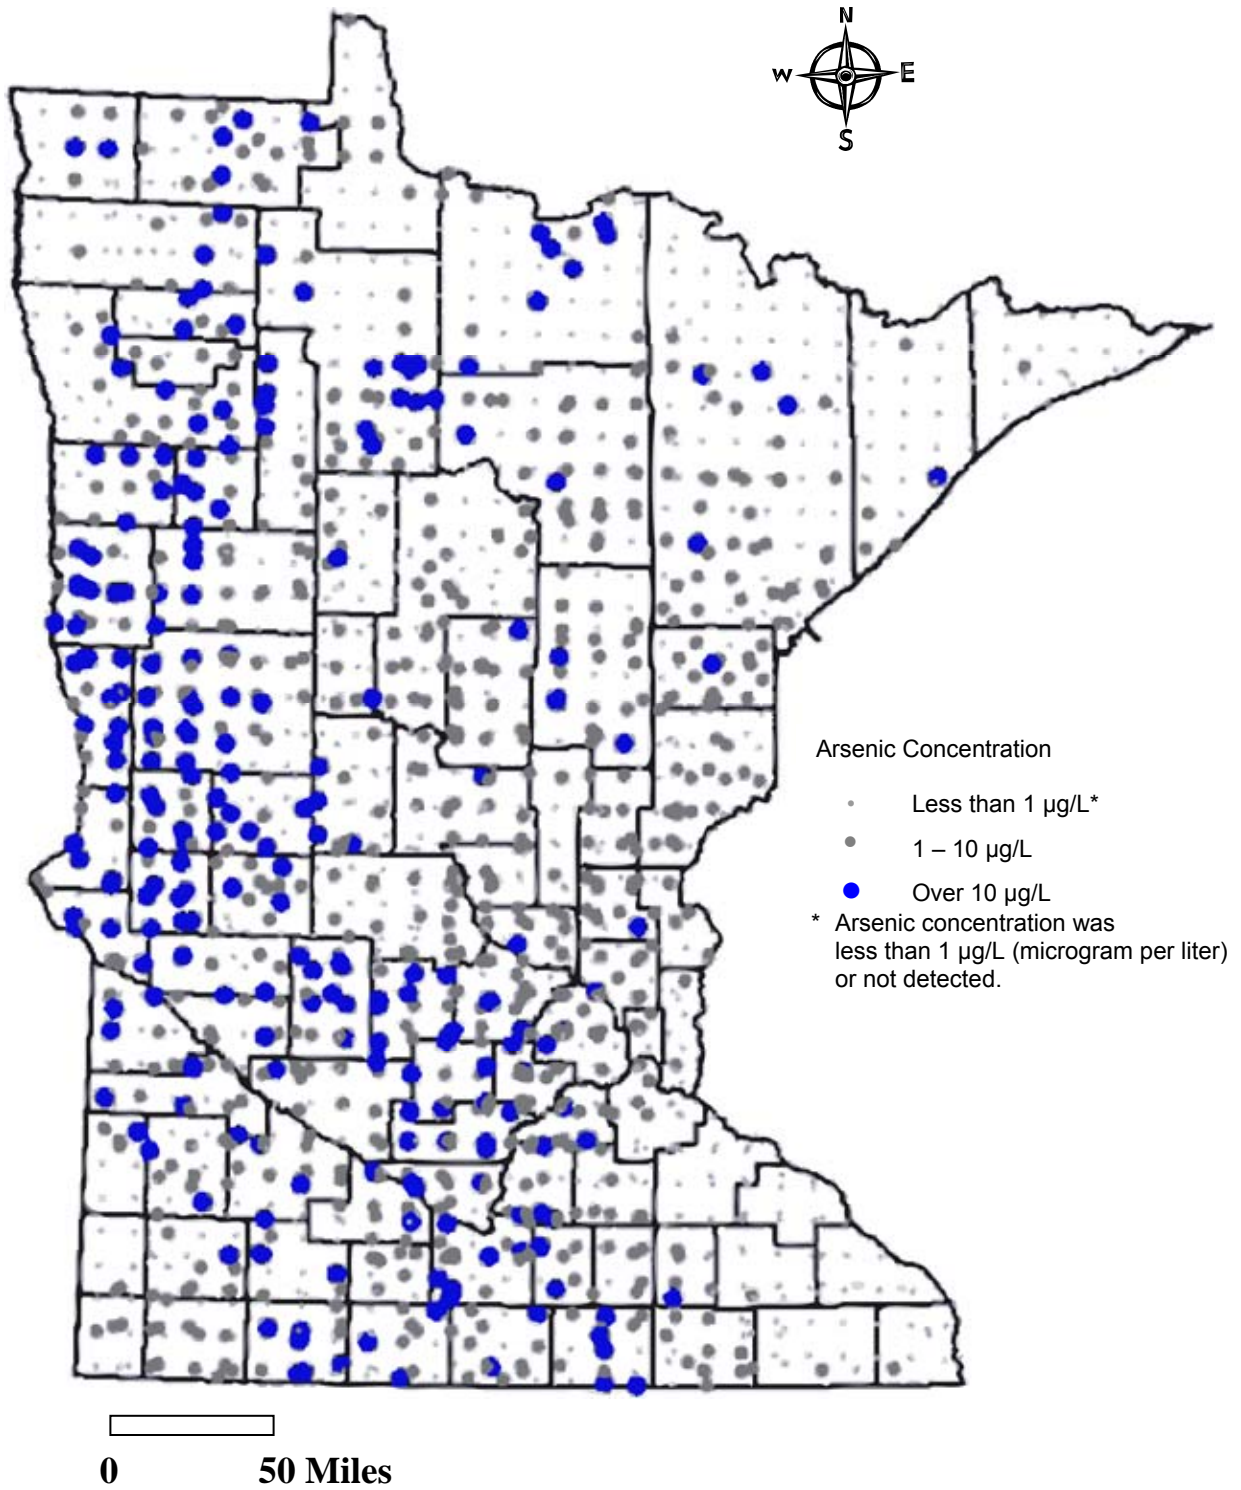 N
W E
S
Arsenic Concentration
Less than 1 µg/L*
1 – 10 µg/L
Over 10 µg/L
* Arsenic concentration was
less than 1 µg/L (microgram per liter)
or not detected.
0 50 Miles